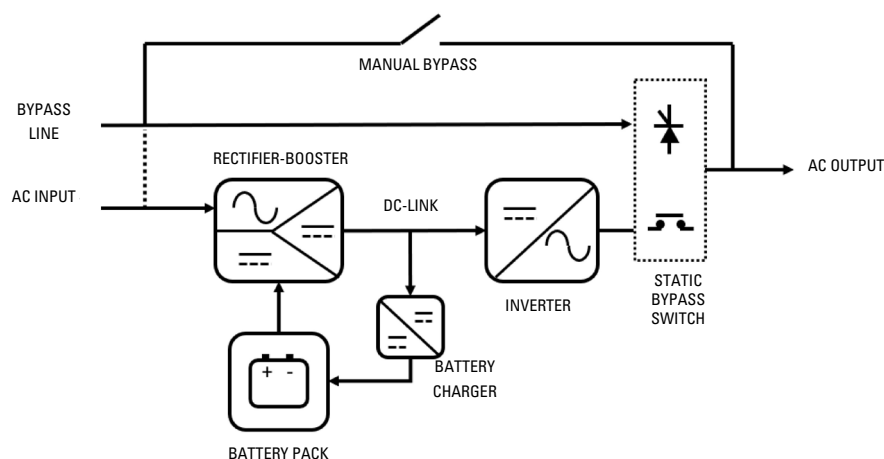 MANUAL BYPASS
BYPASS
LINE
RECTIFIER-BOOSTER
AC INPUT
DC-LINK
AC OUTPUT
INVERTER
STATIC
BYPASS
SWITCH
+ -
BATTERY
CHARGER
BATTERY PACK